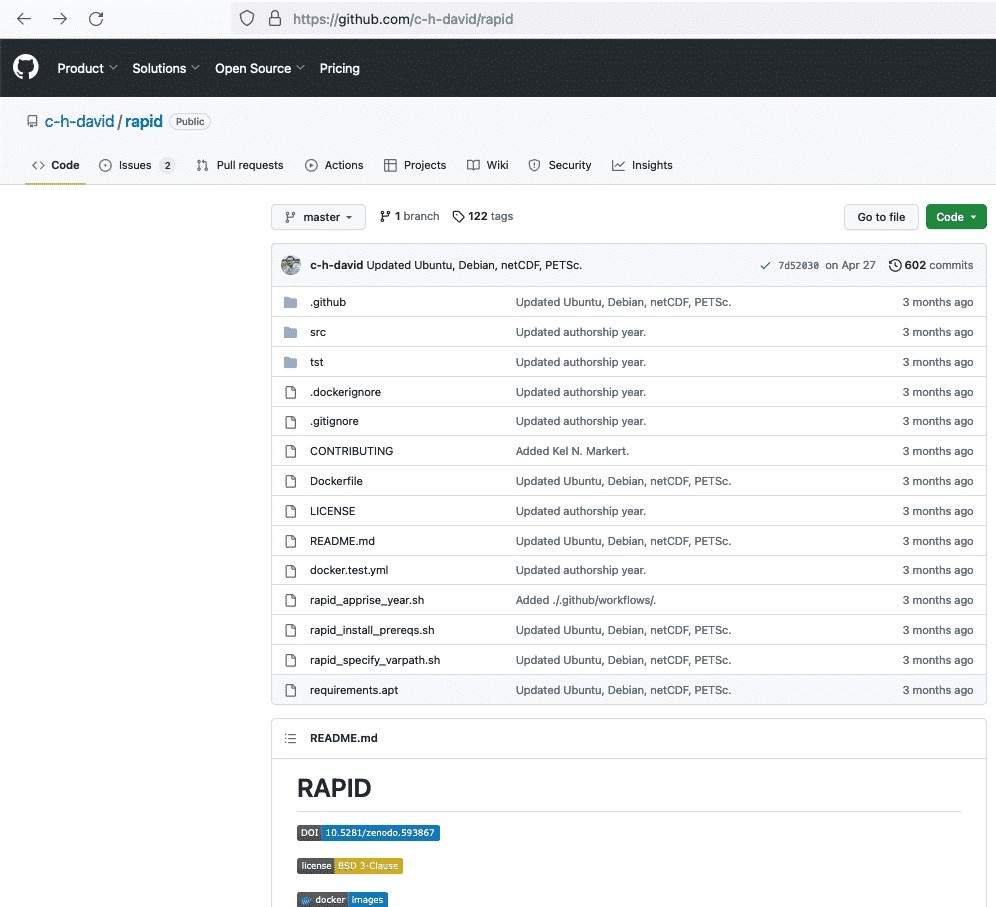 https://github.com/c-h-david/rapid
Product Solutions Open Source Pricing
c-h-david / rapid Public
Code Issues 2 Pull requests Actions Projects Wiki Security Insights
master 1 branch 122 tags Go to file Code
c-h-david Updated Ubuntu, Debian, netCDF, PETSc. 7d52030 on Apr 27 602 commits
.github Updated Ubuntu, Debian, netCDF, PETSc. 3 months ago
src Updated authorship year. 3 months ago
tst Updated authorship year. 3 months ago
.dockerignore Updated authorship year. 3 months ago
.gitignore Updated authorship year. 3 months ago
CONTRIBUTING Added Kel N. Markert. 3 months ago
Dockerfile Updated Ubuntu, Debian, netCDF, PETSc. 3 months ago
LICENSE Updated authorship year. 3 months ago
README.md Updated Ubuntu, Debian, netCDF, PETSc. 3 months ago
docker.test.yml Updated authorship year. 3 months ago
rapid_apprise_year.sh Added ./.github/workflows/. 3 months ago
rapid_install_prereqs.sh Updated Ubuntu, Debian, netCDF, PETSc. 3 months ago
rapid_specify_varpath.sh Updated Ubuntu, Debian, netCDF, PETSc. 3 months ago
requirements.apt Updated Ubuntu, Debian, netCDF, PETSc. 3 months ago
README.md
RAPID
DOI 10.5281/zenodo.593867
license BSD 3-Clause
docker images